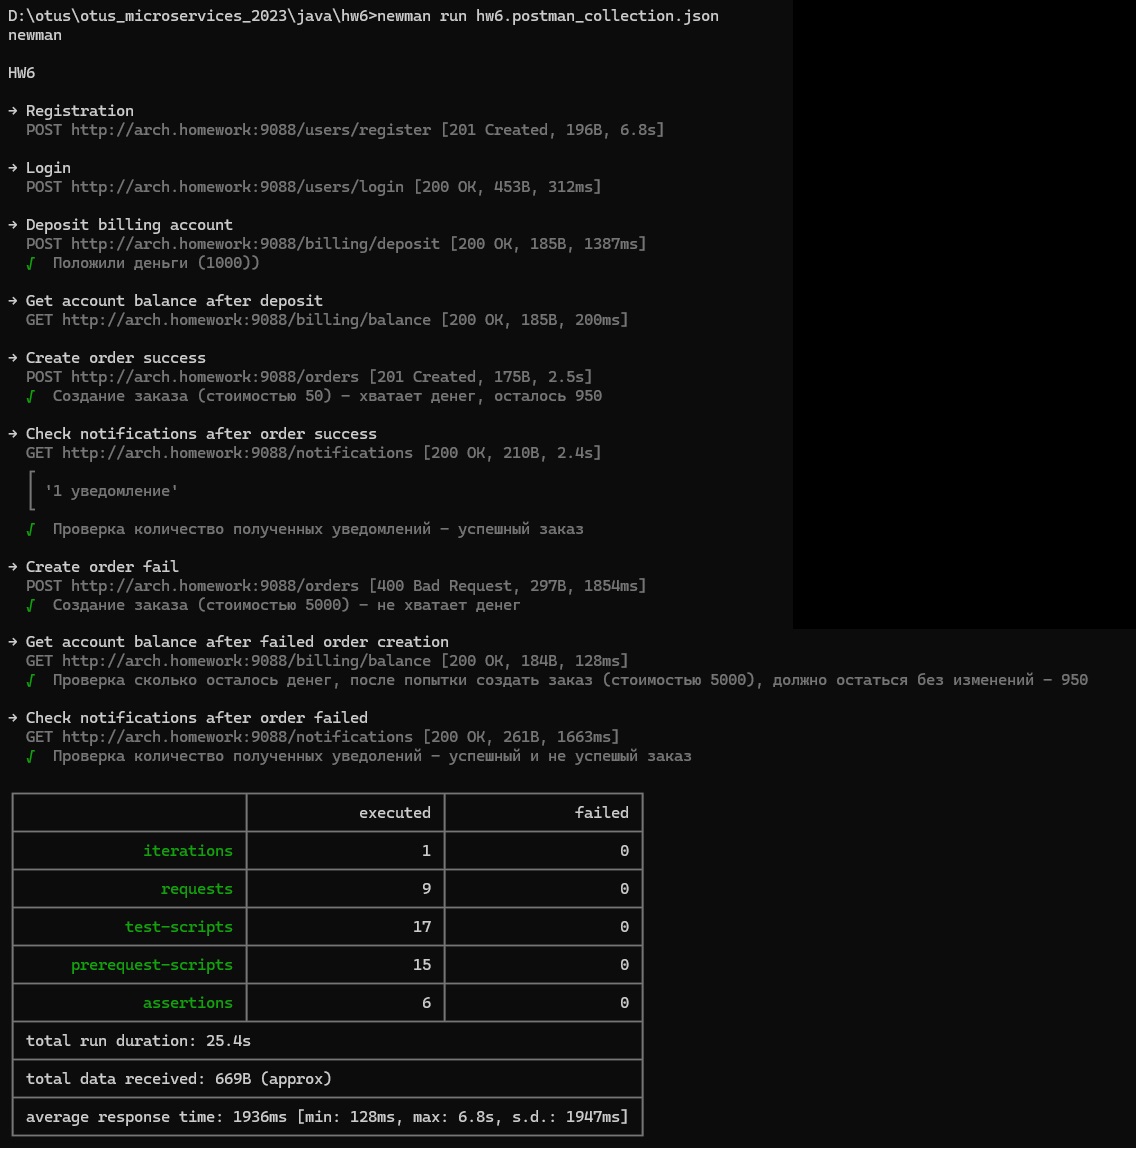 D:\otus\otus_microservices_2023\java\hw6>newman run hw6.postman_collection.json
newman
HW6
→ Registration
POST http://arch.homework:9088/users/register [201 Created, 196B, 6.8s]
→ Login
POST http://arch.homework:9088/users/login [200 OK, 453B, 312ms]
→ Deposit billing account
POST http://arch.homework:9088/billing/deposit [200 OK, 185B, 1387ms]
√ Положили деньги (1000))
→ Get account balance after deposit
GET http://arch.homework:9088/billing/balance [200 OK, 185B, 200ms]
→ Create order success
POST http://arch.homework:9088/orders [201 Created, 175B, 2.5s]
√ Создание заказа (стоимостью 50) - хватает денег, осталось 950
→ Check notifications after order success
GET http://arch.homework:9088/notifications [200 OK, 210B, 2.4s]
'1 уведомление'
√ Проверка количество полученных уведомлений - успешный заказ
→ Create order fail
POST http://arch.homework:9088/orders [400 Bad Request, 297B, 1854ms]
√ Создание заказа (стоимостью 5000) - не хватает денег
→ Get account balance after failed order creation
GET http://arch.homework:9088/billing/balance [200 OK, 184B, 128ms]
√ Проверка сколько осталось денег, после попытки создать заказ (стоимостью 5000), должно остаться без изменений - 950
→ Check notifications after order failed
GET http://arch.homework:9088/notifications [200 OK, 261B, 1663ms]
√ Проверка количество полученных уведолений - успешный и не успешый заказ
executed failed
iterations 1 0
requests 9 0
test-scripts 17 0
prerequest-scripts 15 0
assertions 6 0
total run duration: 25.4s
total data received: 669B (approx)
average response time: 1936ms [min: 128ms, max: 6.8s, s.d.: 1947ms]